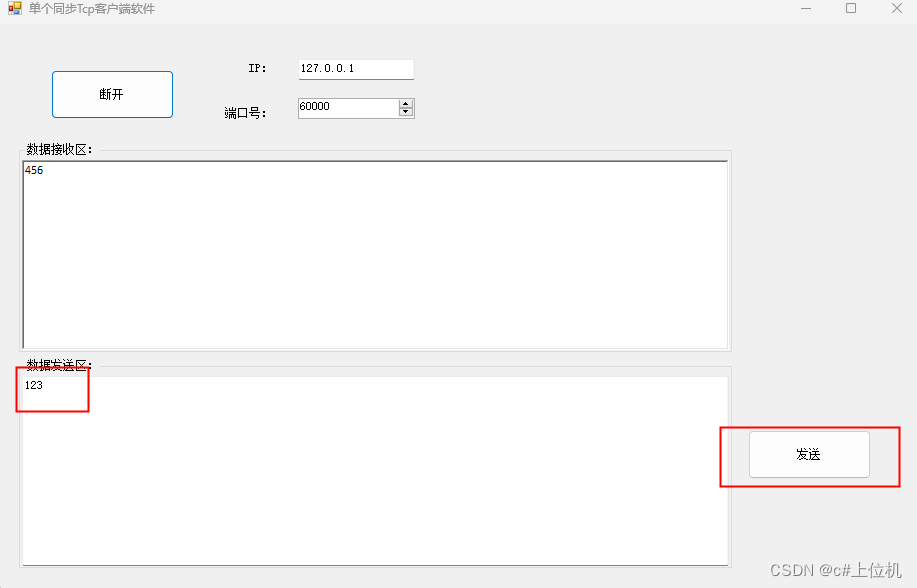 单个同步Tcp客户端软件
断开
IP:
127.0.0.1
端口号:
60000
数据接收区:
456
数据发送区:
123
发送
CSDN @c#上位机